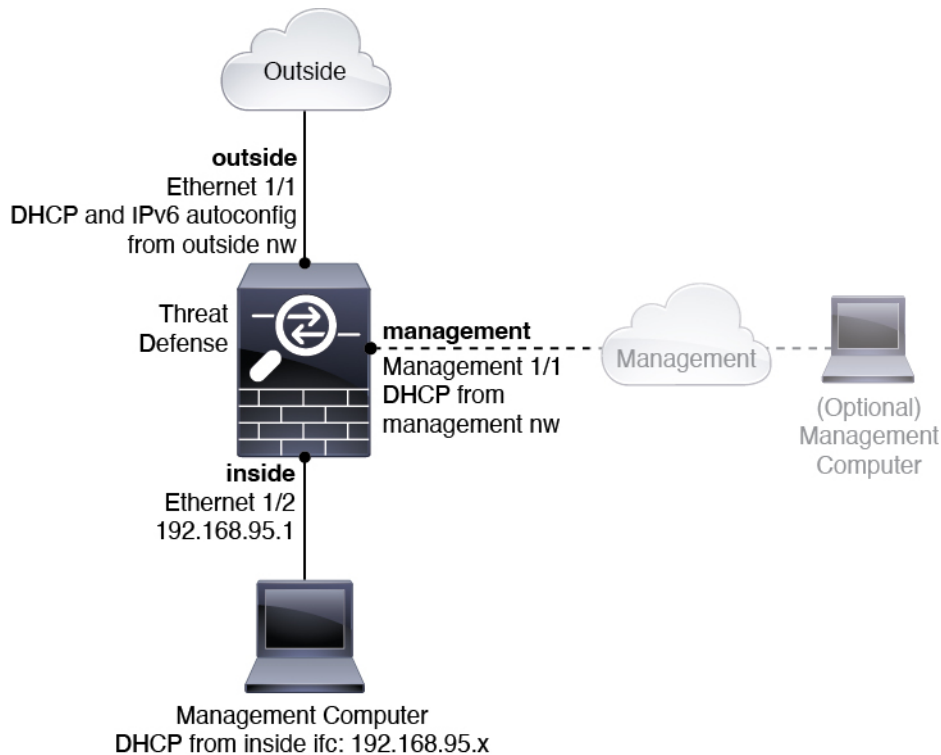 Outside
outside
Ethernet 1/1
DHCP and IPv6 autoconfig
from outside nw
Threat
Defense
management
Management 1/1
DHCP from
management nw
Management
(Optional)
Management
Computer
inside
Ethernet 1/2
192.168.95.1
Management Computer
DHCP from inside ifc: 192.168.95.x